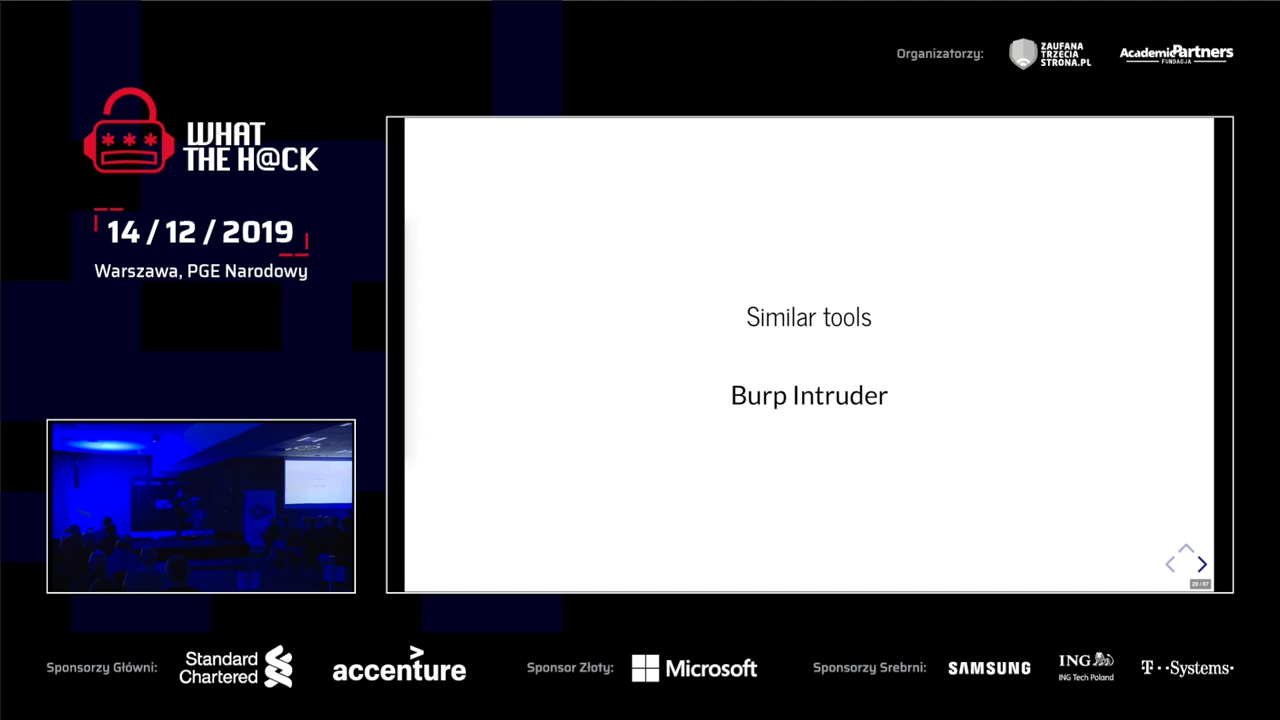 Organizatorzy:
ZAUFANA
TRZECIA
STRONA.PL
AcademicPartners
FUNDACJA
WHAT
THE H@CK
14 / 12 / 2019
Warszawa, PGE Narodowy
Similar tools
Burp Intruder
Sponsorzy Główni:
Standard
Chartered
accenture
Sponsor Złoty:
Microsoft
Sponsorzy Srebrni:
SAMSUNG
ING
ING Tech Poland
T··Systems·